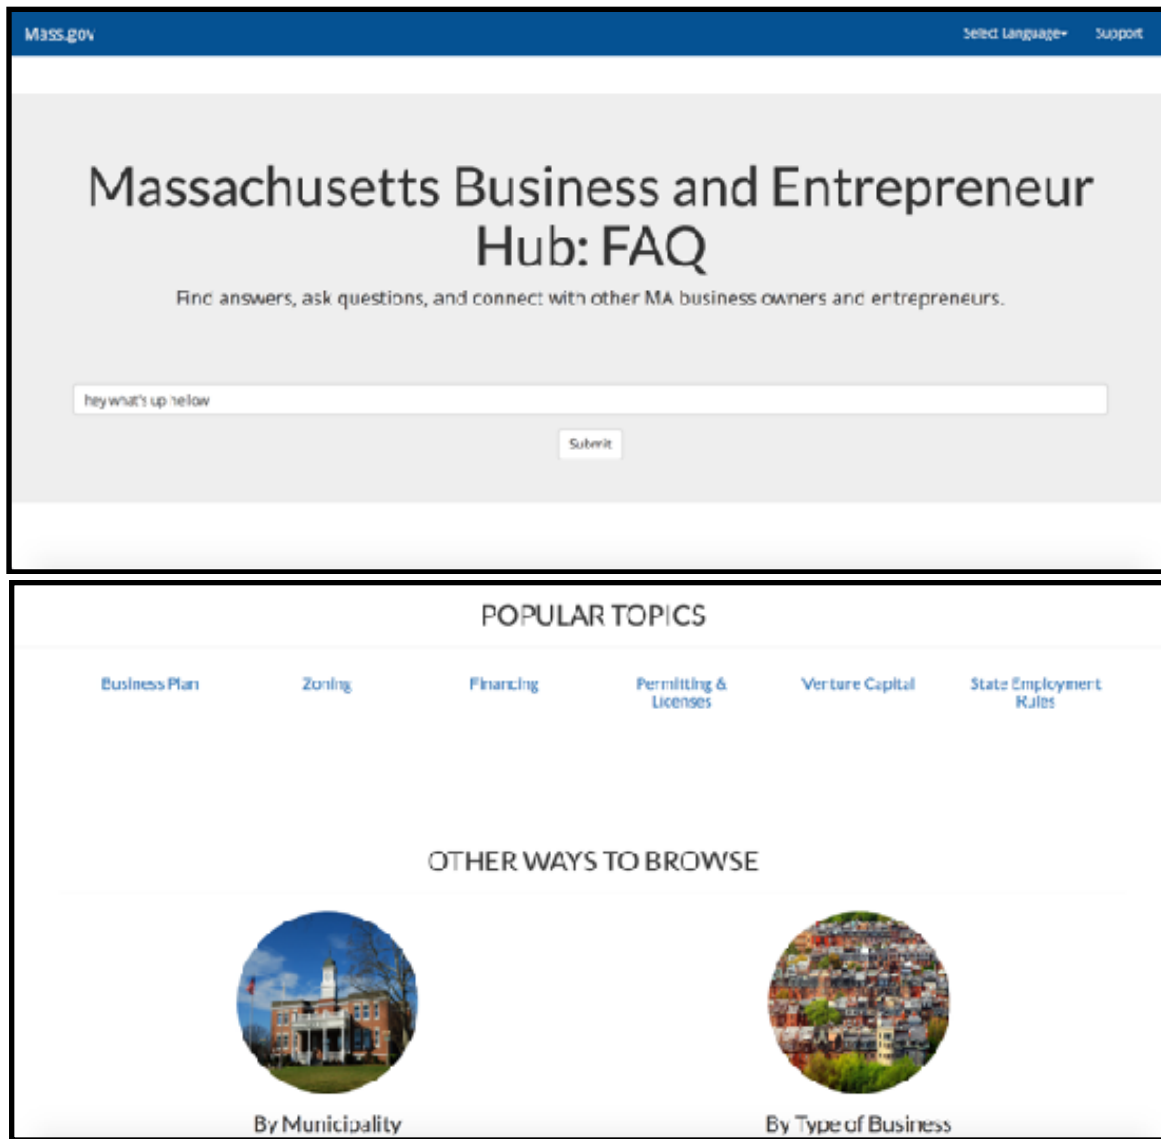 Mass.gov
Select Language
Support
Massachusetts Business and Entrepreneur
Hub: FAQ
Find answers, ask questions, and connect with other MA business owners and entrepreneurs.
hey what's up hellow
Submit
POPULAR TOPICS
Business Plan
Zoning
Financing
Permitting &
Licenses
Venture Capital
State Employment
Rules
OTHER WAYS TO BROWSE
By Municipality
By Type of Business